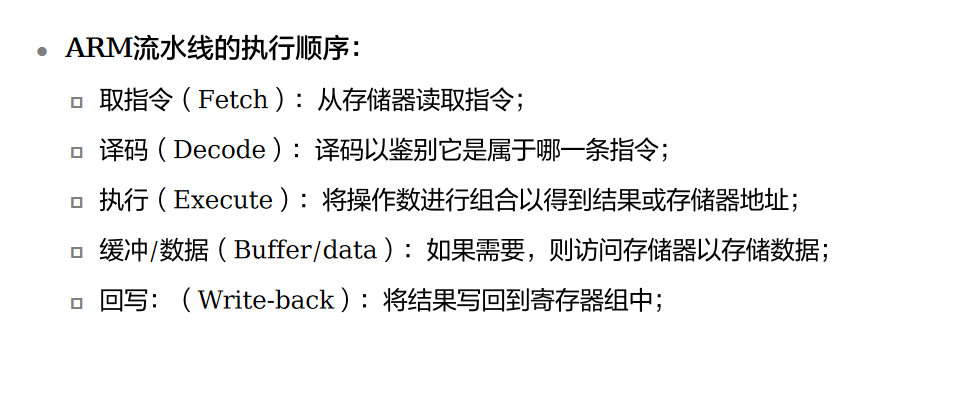 ARM流水线的执行顺序：
取指令（Fetch）：从存储器读取指令；
译码（Decode）：译码以鉴别它是属于哪一条指令；
执行（Execute）：将操作数进行组合以得到结果或存储器地址；
缓冲/数据（Buffer/data）：如果需要，则访问存储器以存储数据；
回写：（Write-back）：将结果写回到寄存器组中；